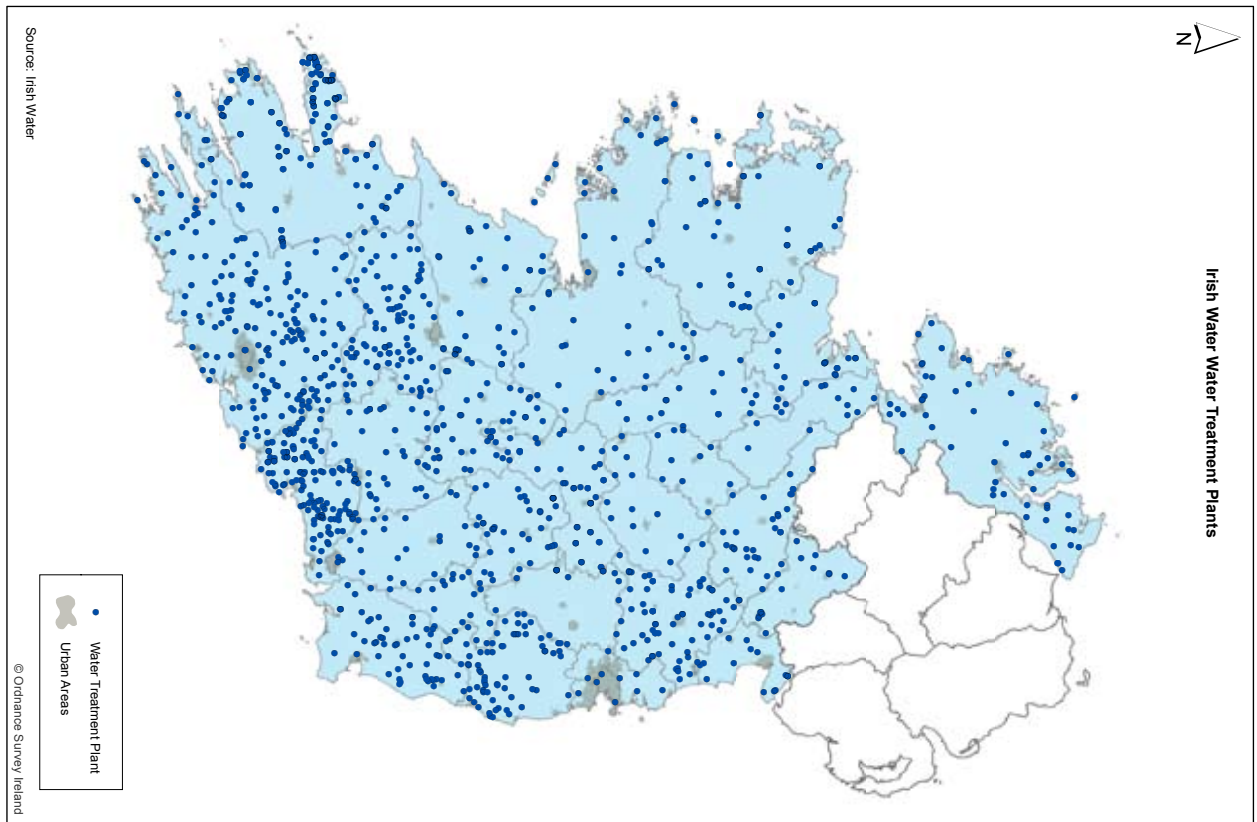 Irish Water Water Treatment Plants
N
Water Treatment Plant
Urban Areas
Source: Irish Water
© Ordnance Survey Ireland